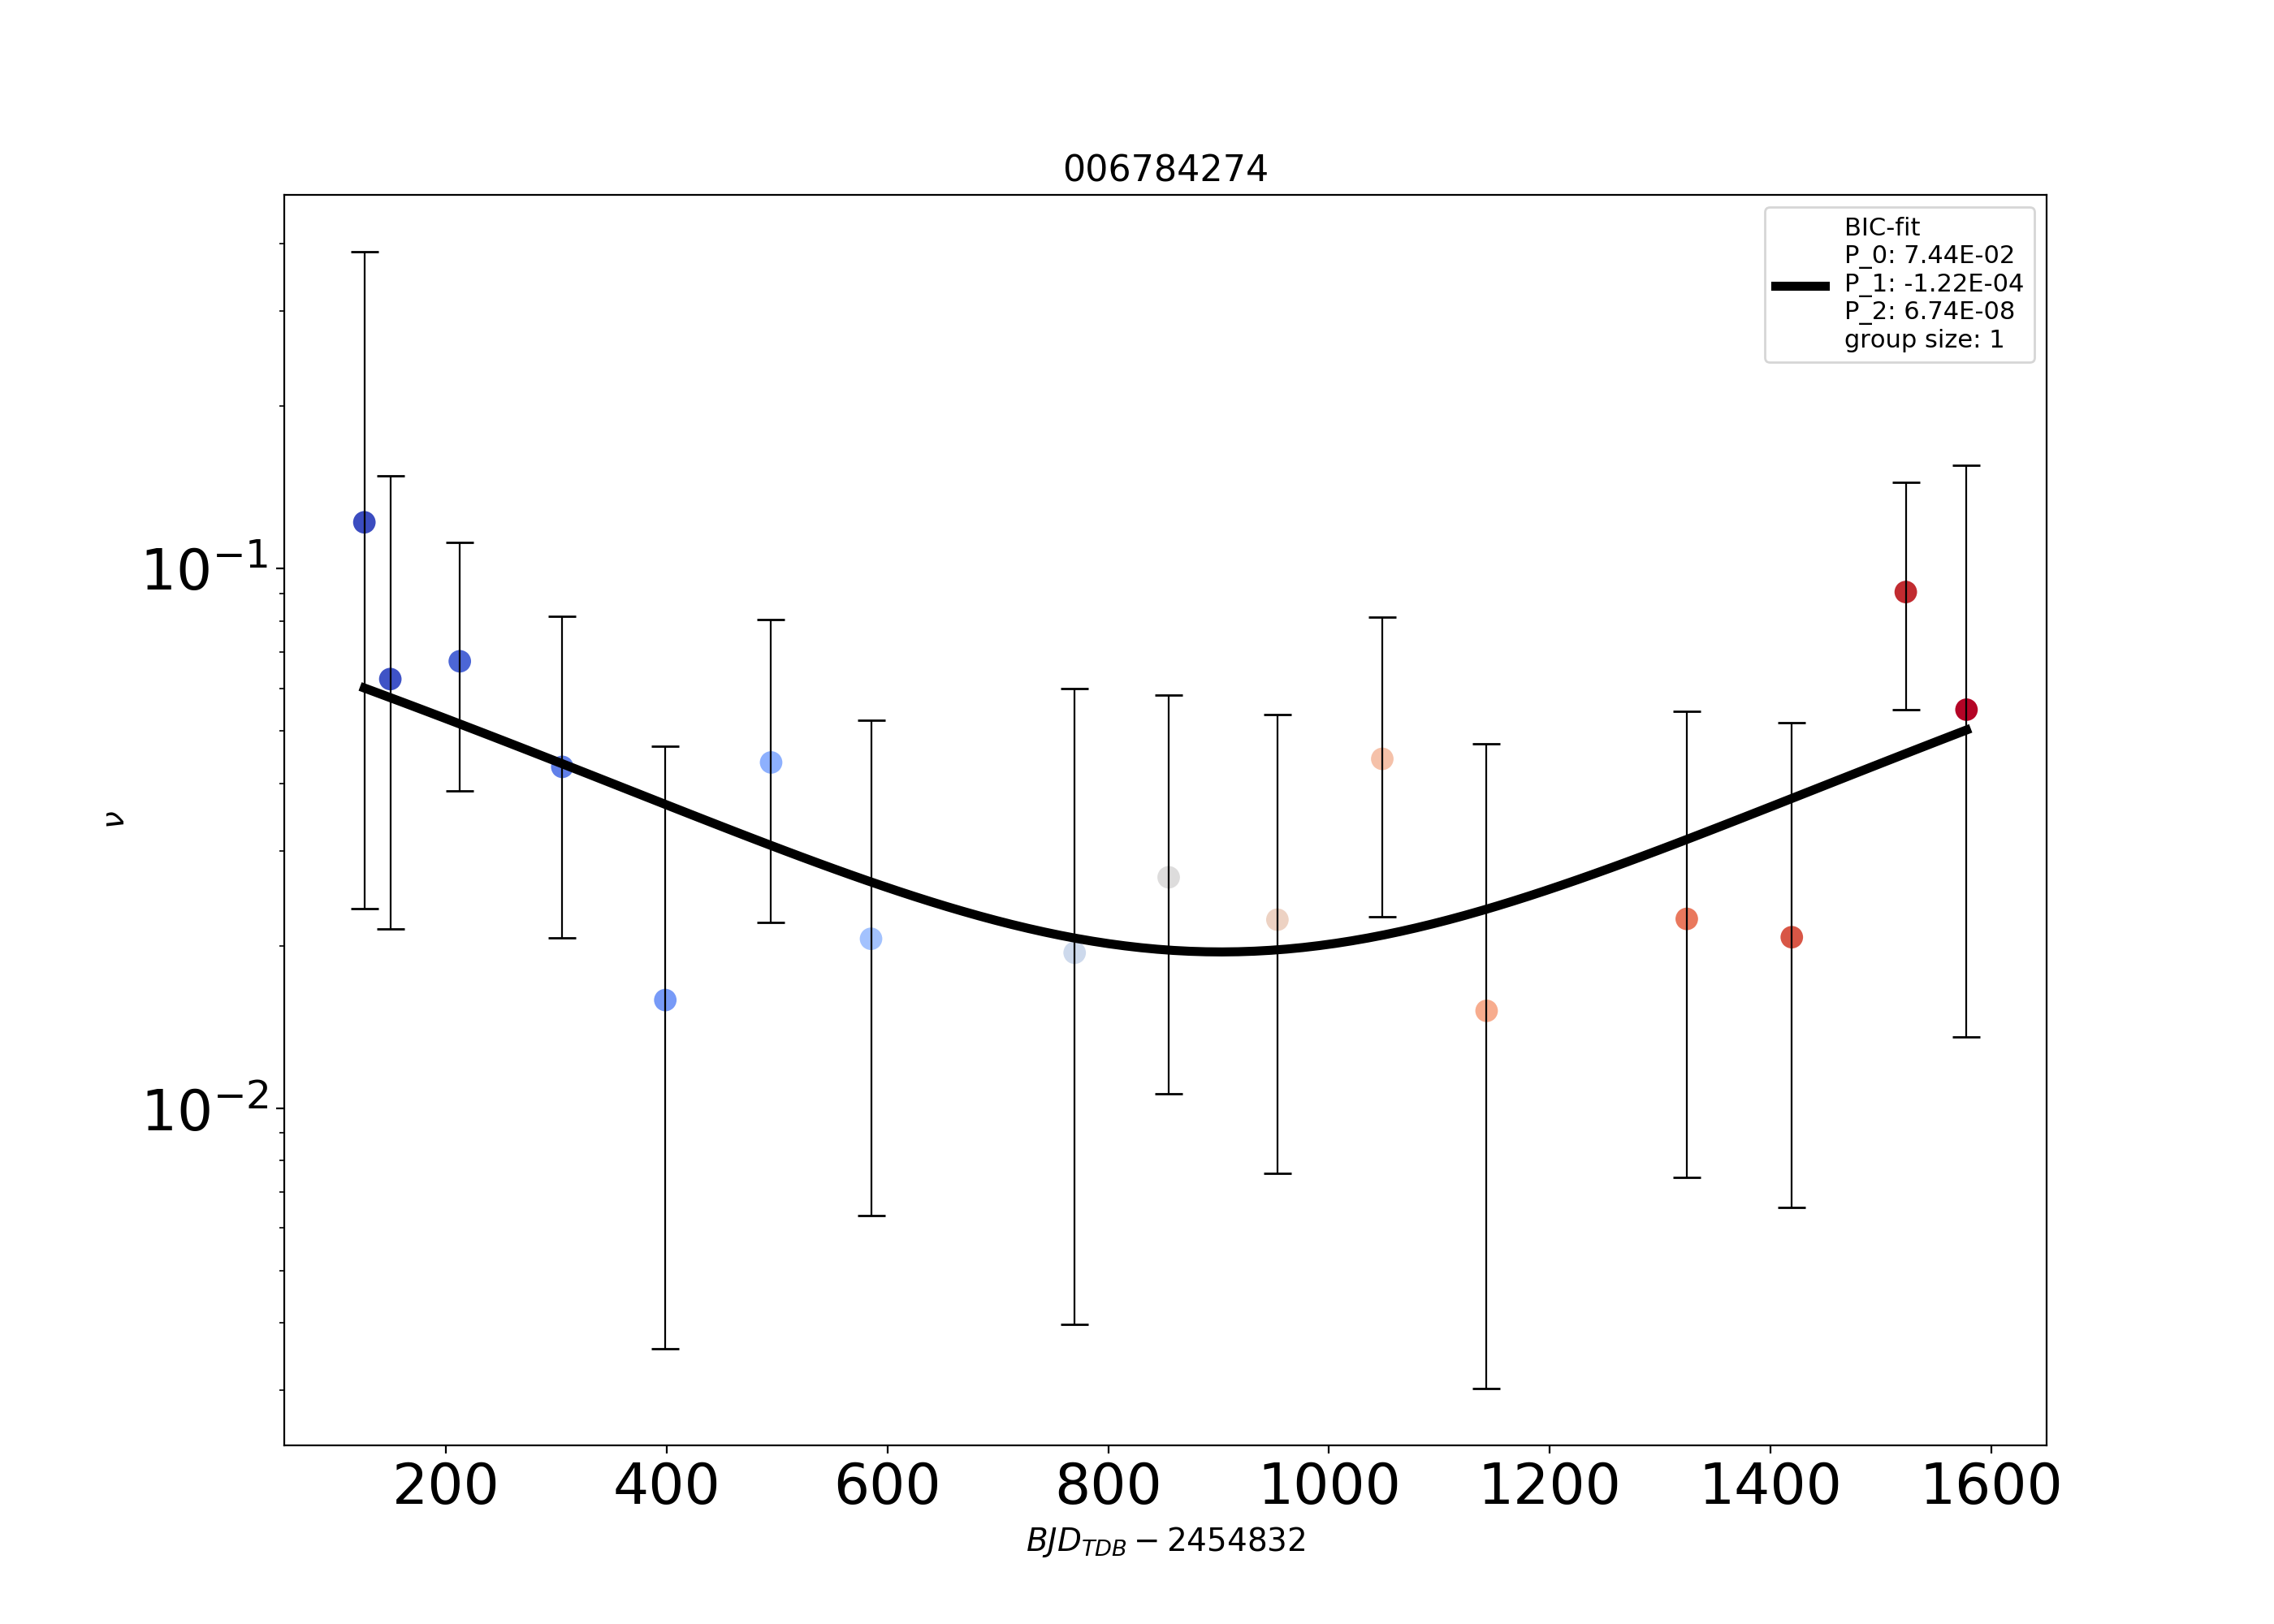 006784274
BIC-fit
P_0: 7.44E-02
P_1: -1.22E-04
P_2: 6.74E-08
group size: 1
10⁻¹
ν
10⁻²
200 400 600 800 1000 1200 1400 1600
BJD_TDB − 2454832